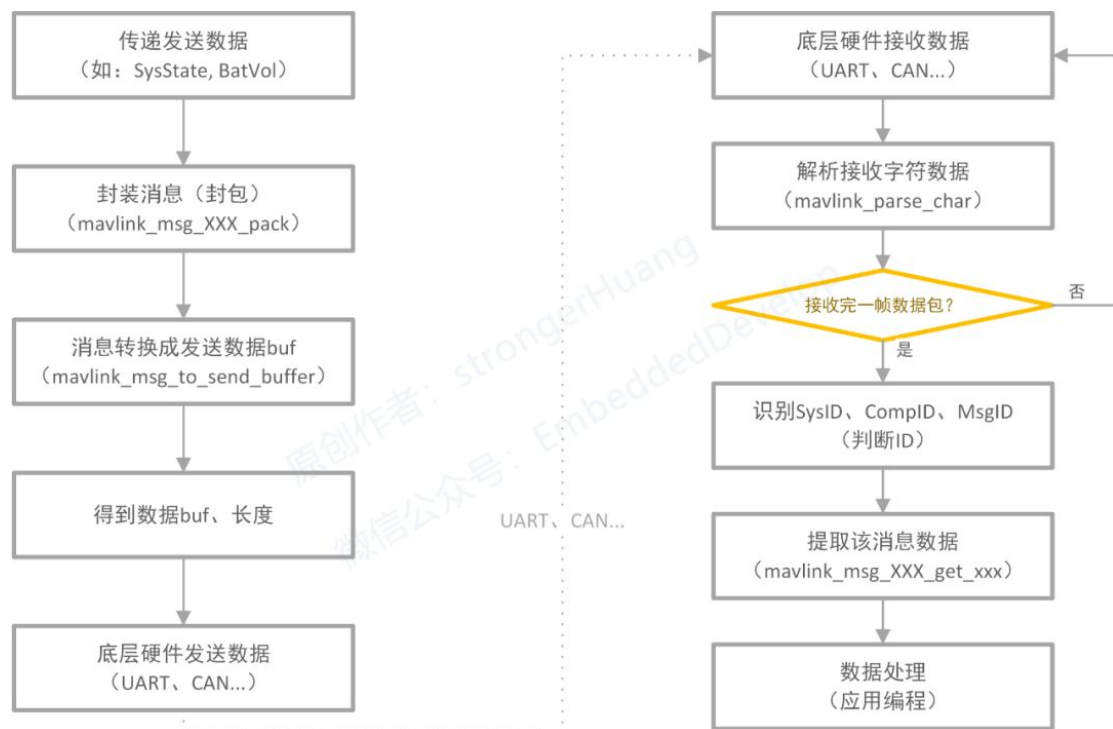 传递发送数据
（如：SysState, BatVol）
封装消息（封包）
（mavlink_msg_XXX_pack）
消息转换成发送数据buf
（mavlink_msg_to_send_buffer）
得到数据buf、长度
底层硬件发送数据
（UART、CAN...）
UART、CAN...
底层硬件接收数据
（UART、CAN...）
解析接收字符数据
（mavlink_parse_char）
接收完一帧数据包？
否
是
识别SysID、CompID、MsgID
（判断ID）
提取该消息数据
（mavlink_msg_XXX_get_xxx）
数据处理
（应用编程）
原创作者：strongerHuang
微信公众号：EmbeddedDevelop